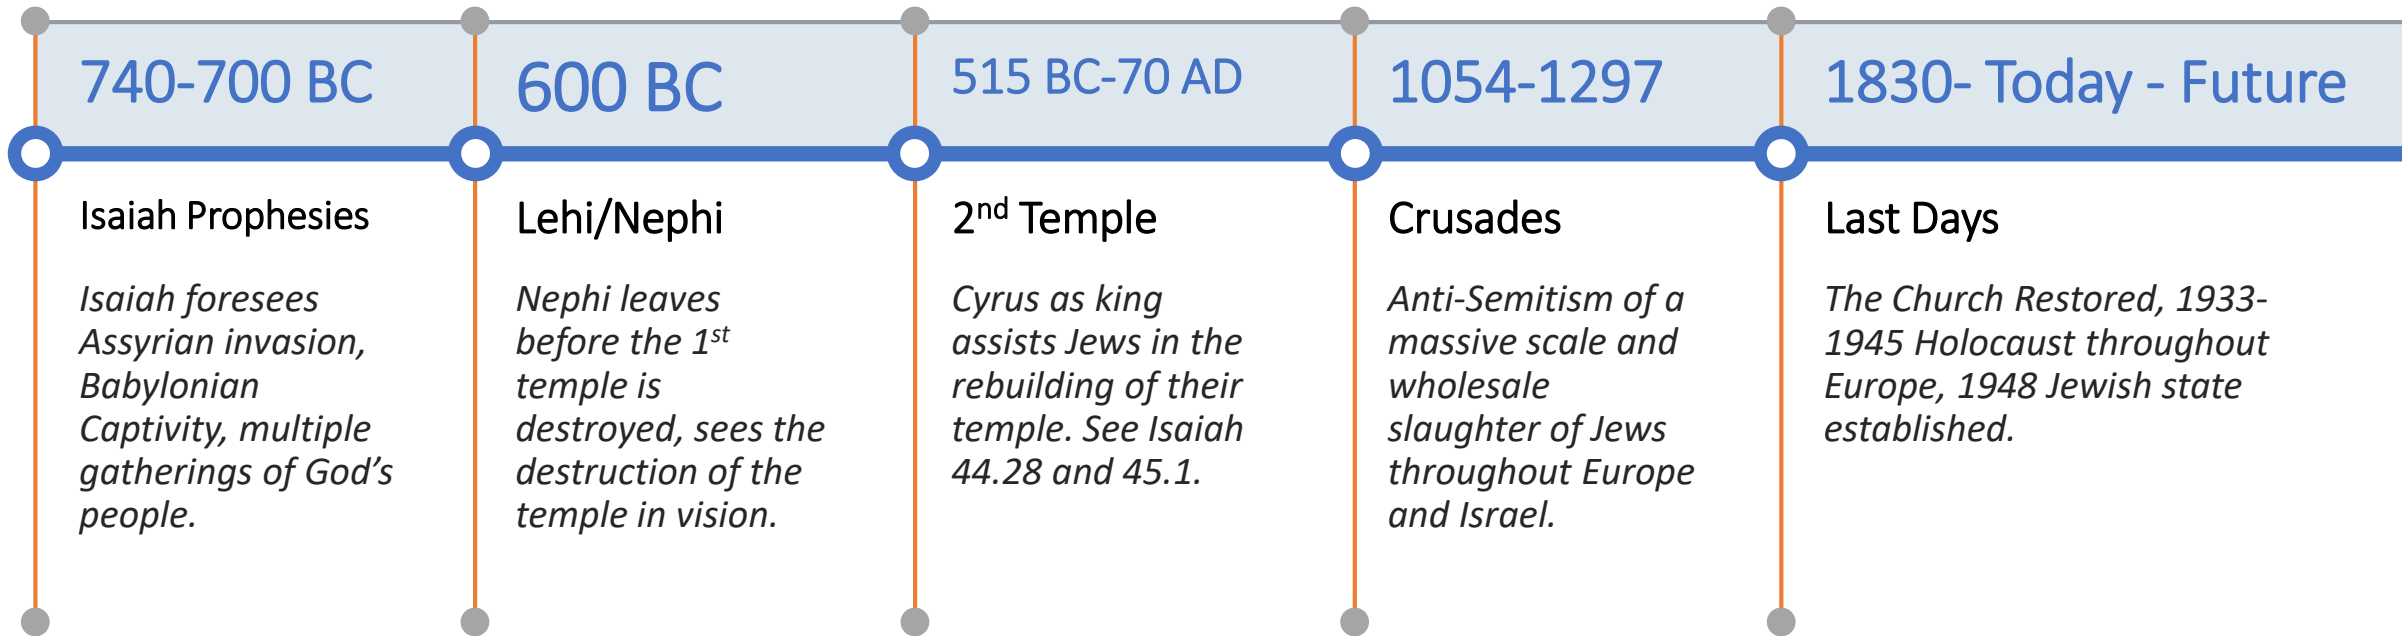 740-700 BC
Isaiah Prophesies
Isaiah foresees
Assyrian invasion,
Babylonian
Captivity, multiple
gatherings of God's
people.
600 BC
Lehi/Nephi
Nephi leaves
before the 1st
temple is
destroyed, sees the
destruction of the
temple in vision.
515 BC-70 AD
2nd Temple
Cyrus as king
assists Jews in the
rebuilding of their
temple. See Isaiah
44.28 and 45.1.
1054-1297
Crusades
Anti-Semitism of a
massive scale and
wholesale
slaughter of Jews
throughout Europe
and Israel.
1830- Today - Future
Last Days
The Church Restored, 1933-
1945 Holocaust throughout
Europe, 1948 Jewish state
established.